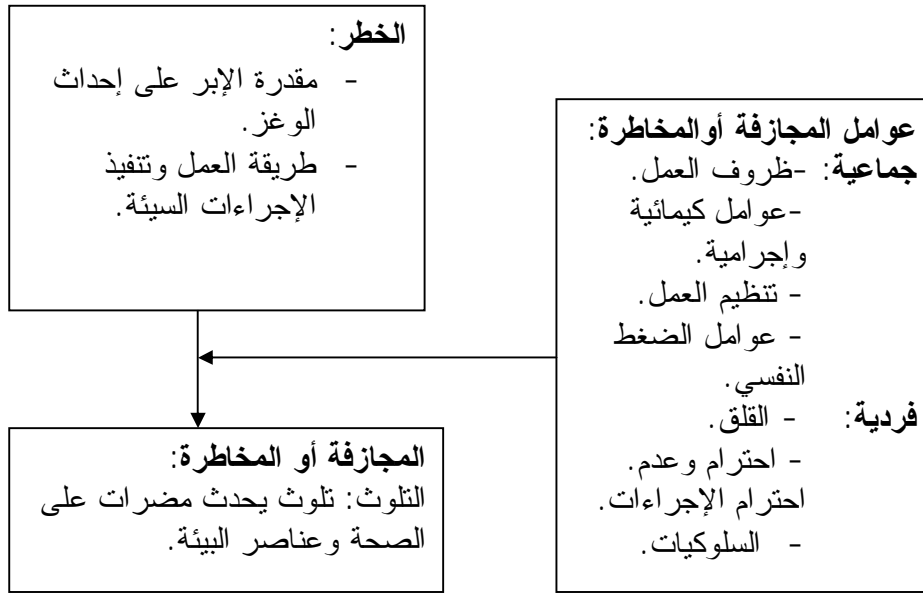 الخطر:
- مقدرة الإبر على إحداث
الوغز.
- طريقة العمل وتنفيذ
الإجراءات السيئة.
عوامل المجازفة أوالمخاطرة:
جماعية: -ظروف العمل.
-عوامل كيمائية
وإجرامية.
- تنظيم العمل.
- عوامل الضغط
النفسي.
فردية: - القلق.
- احترام وعدم
احترام الإجراءات.
- السلوكيات.
المجازفة أو المخاطرة:
التلوث: تلوث يحدث مضرات على
الصحة وعناصر البيئة.